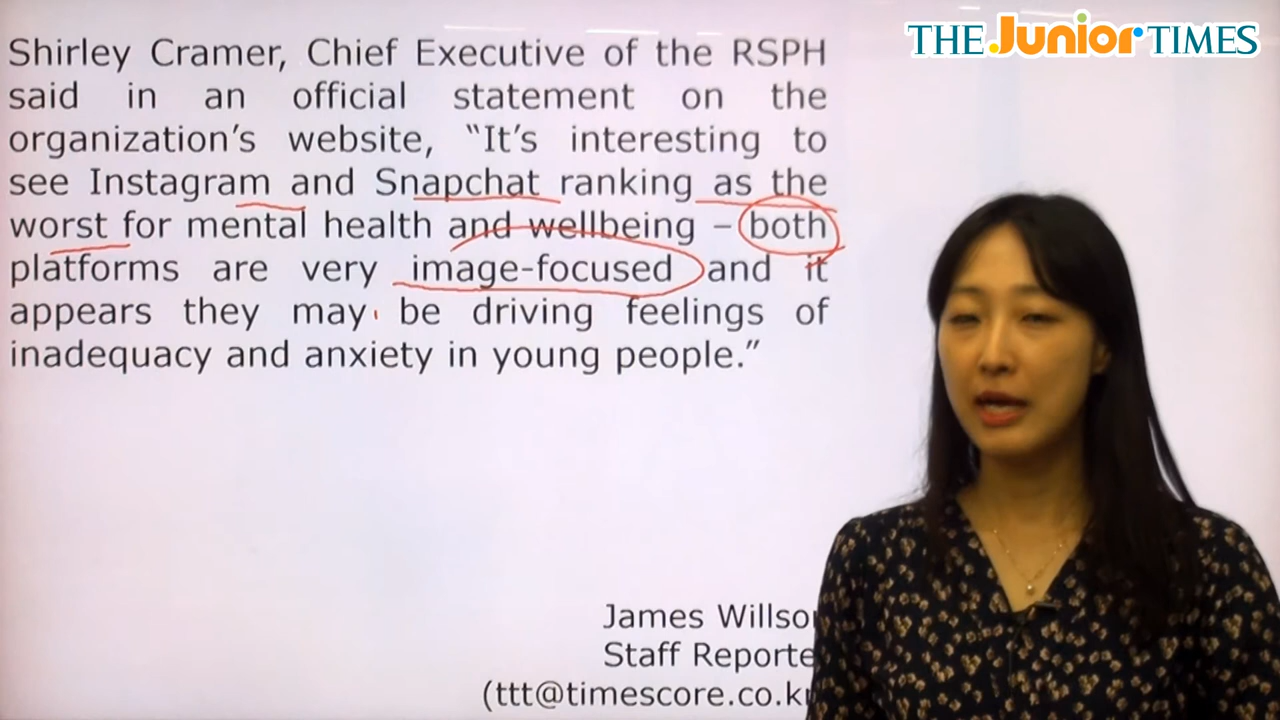 THE Junior TIMES
Shirley Cramer, Chief Executive of the RSPH
said in an official statement on the
organization's website, “It's interesting to
see Instagram and Snapchat ranking as the
worst for mental health and wellbeing – both
platforms are very image-focused and it
appears they may be driving feelings of
inadequacy and anxiety in young people.”
James Willso
Staff Reporte
(ttt@timescore.co.k